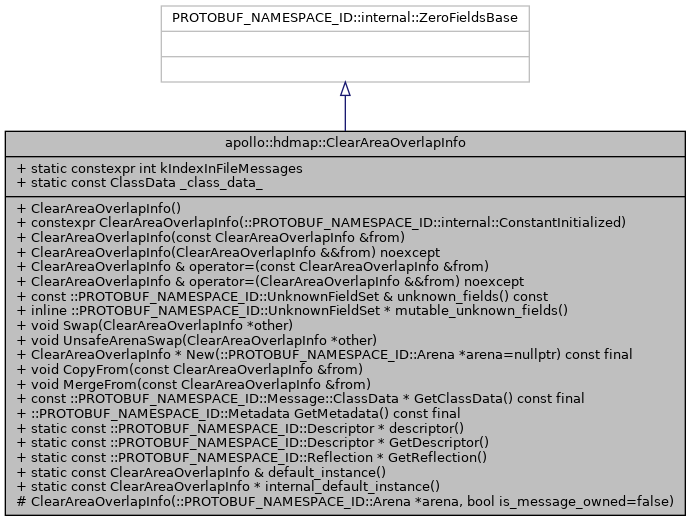 PROTOBUF_NAMESPACE_ID::internal::ZeroFieldsBase
apollo::hdmap::ClearAreaOverlapInfo
+ static constexpr int kIndexInFileMessages
+ static const ClassData _class_data_
+ ClearAreaOverlapInfo()
+ constexpr ClearAreaOverlapInfo(::PROTOBUF_NAMESPACE_ID::internal::ConstantInitialized)
+ ClearAreaOverlapInfo(const ClearAreaOverlapInfo &from)
+ ClearAreaOverlapInfo(ClearAreaOverlapInfo &&from) noexcept
+ ClearAreaOverlapInfo & operator=(const ClearAreaOverlapInfo &from)
+ ClearAreaOverlapInfo & operator=(ClearAreaOverlapInfo &&from) noexcept
+ const ::PROTOBUF_NAMESPACE_ID::UnknownFieldSet & unknown_fields() const
+ inline ::PROTOBUF_NAMESPACE_ID::UnknownFieldSet * mutable_unknown_fields()
+ void Swap(ClearAreaOverlapInfo *other)
+ void UnsafeArenaSwap(ClearAreaOverlapInfo *other)
+ ClearAreaOverlapInfo * New(::PROTOBUF_NAMESPACE_ID::Arena *arena=nullptr) const final
+ void CopyFrom(const ClearAreaOverlapInfo &from)
+ void MergeFrom(const ClearAreaOverlapInfo &from)
+ const ::PROTOBUF_NAMESPACE_ID::Message::ClassData * GetClassData() const final
+ ::PROTOBUF_NAMESPACE_ID::Metadata GetMetadata() const final
+ static const ::PROTOBUF_NAMESPACE_ID::Descriptor * descriptor()
+ static const ::PROTOBUF_NAMESPACE_ID::Descriptor * GetDescriptor()
+ static const ::PROTOBUF_NAMESPACE_ID::Reflection * GetReflection()
+ static const ClearAreaOverlapInfo & default_instance()
+ static const ClearAreaOverlapInfo * internal_default_instance()
# ClearAreaOverlapInfo(::PROTOBUF_NAMESPACE_ID::Arena *arena, bool is_message_owned=false)